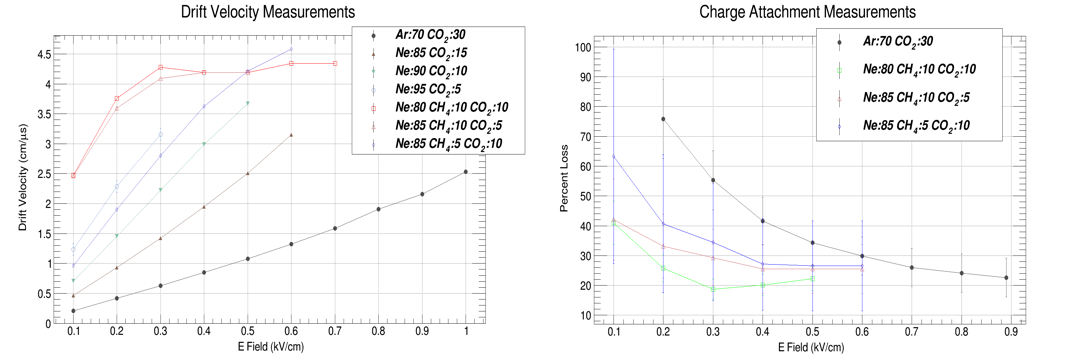 Drift Velocity Measurements
Drift Velocity (cm/μs)
4.5
4
3.5
3
2.5
2
1.5
1
0.5
0
0.1 0.2 0.3 0.4 0.5 0.6 0.7 0.8 0.9 1
E Field (kV/cm)
Ar:70 CO2:30
Ne:85 CO2:15
Ne:90 CO2:10
Ne:95 CO2:5
Ne:80 CH4:10 CO2:10
Ne:85 CH4:10 CO2:5
Ne:85 CH4:5 CO2:10
Charge Attachment Measurements
Percent Loss
100
90
80
70
60
50
40
30
20
10
0.1 0.2 0.3 0.4 0.5 0.6 0.7 0.8 0.9
E Field (kV/cm)
Ar:70 CO2:30
Ne:80 CH4:10 CO2:10
Ne:85 CH4:10 CO2:5
Ne:85 CH4:5 CO2:10